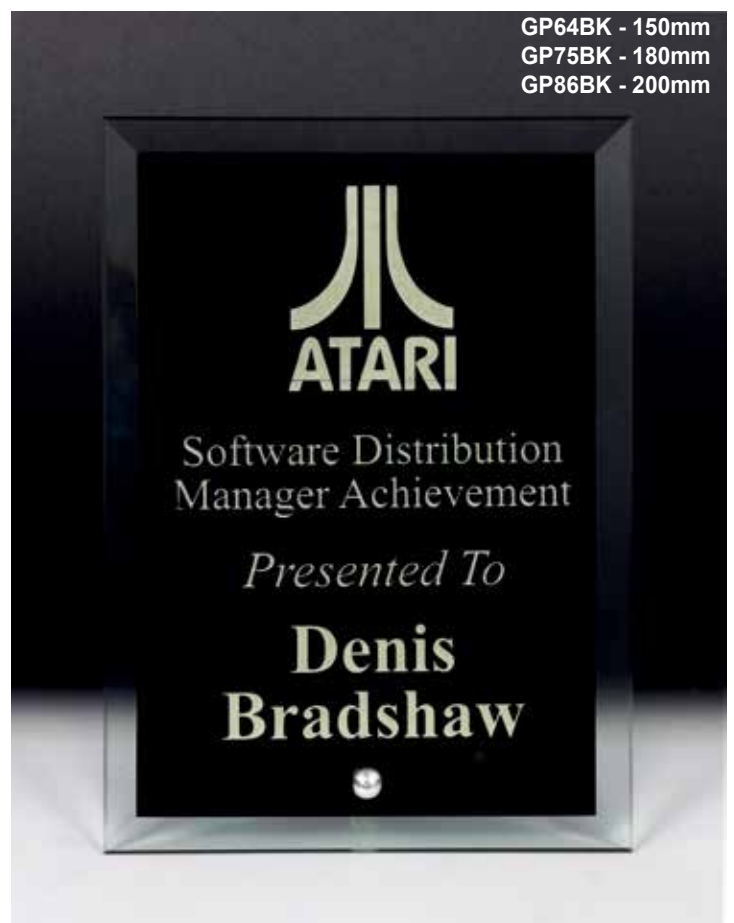 GP64BK - 150mm
GP75BK - 180mm
GP86BK - 200mm
ATARI
Software Distribution
Manager Achievement
Presented To
Denis
Bradshaw